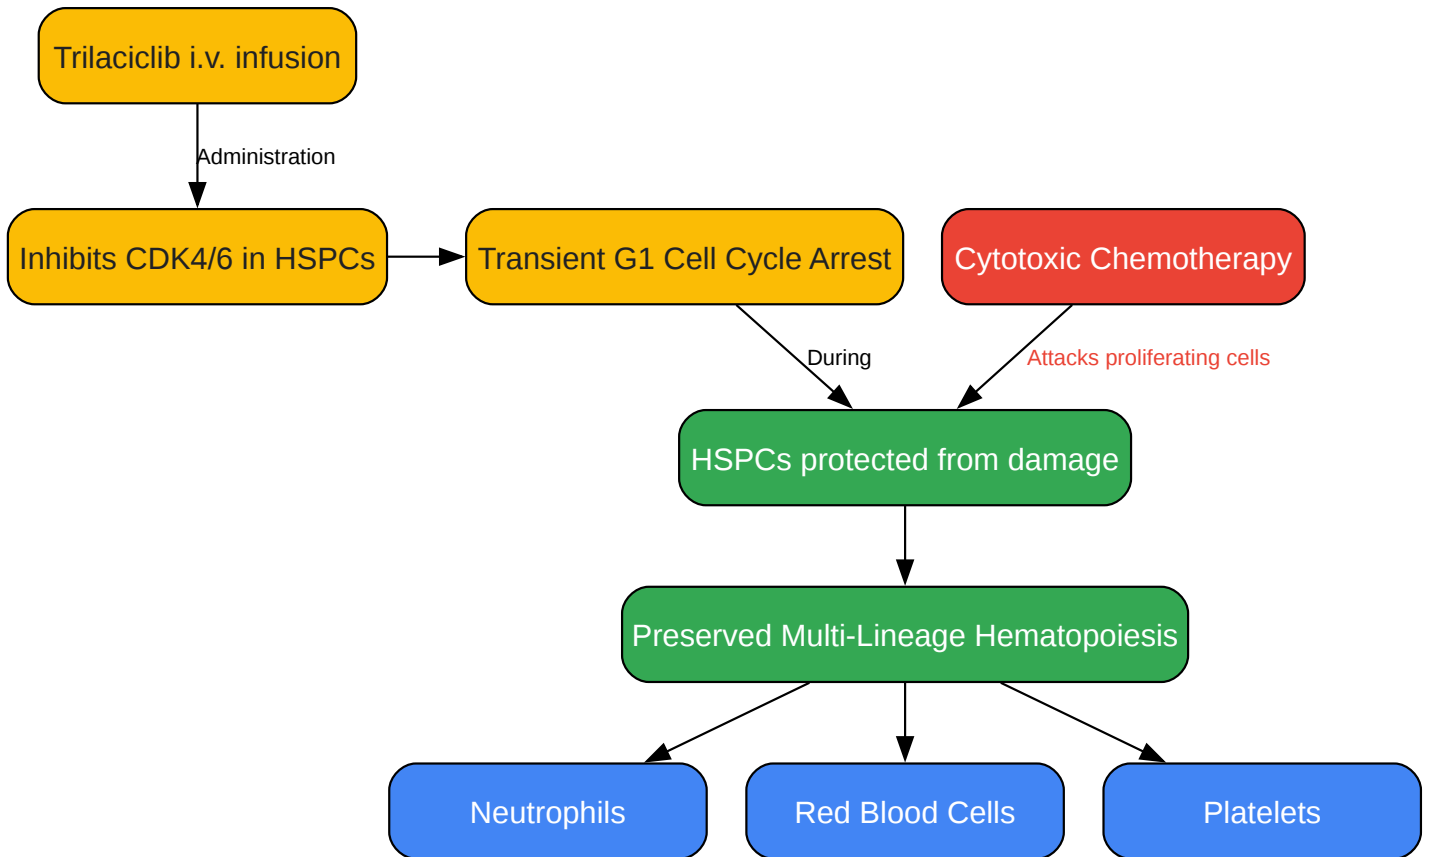 Trilaciclib i.v. infusion
Administration
Inhibits CDK4/6 in HSPCs
Transient G1 Cell Cycle Arrest
Cytotoxic Chemotherapy
During
Attacks proliferating cells
HSPCs protected from damage
Preserved Multi-Lineage Hematopoiesis
Neutrophils
Red Blood Cells
Platelets